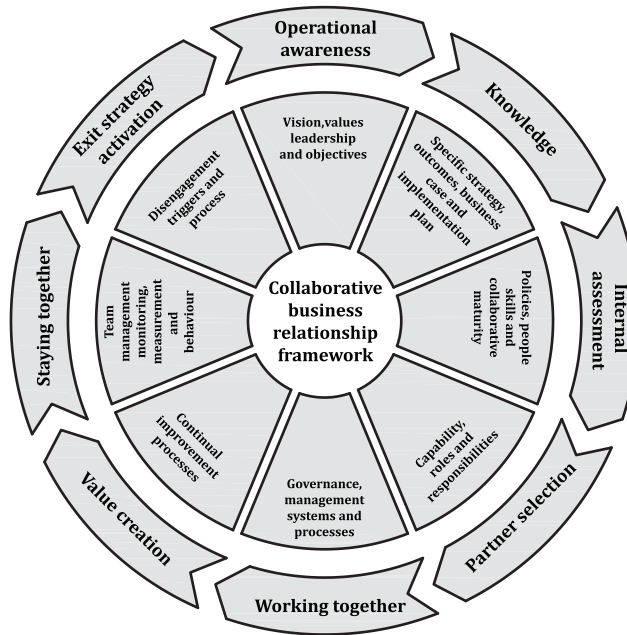 Operational
awareness
Knowledge
Internal
assessment
Partner selection
Working together
Value creation
Staying together
Exit strategy
activation
Vision,values
leadership
and objectives
Specific strategy,
outcomes, business
case and
implementation
plan
Policies, people
skills and
collaborative
maturity
Capability,
roles and
responsibilities
Governance,
management
systems and
processes
Continual
improvement
processes
Team
management
monitoring,
measurement
and
behaviour
Disengagement
triggers and
process
Collaborative
business
relationship
framework